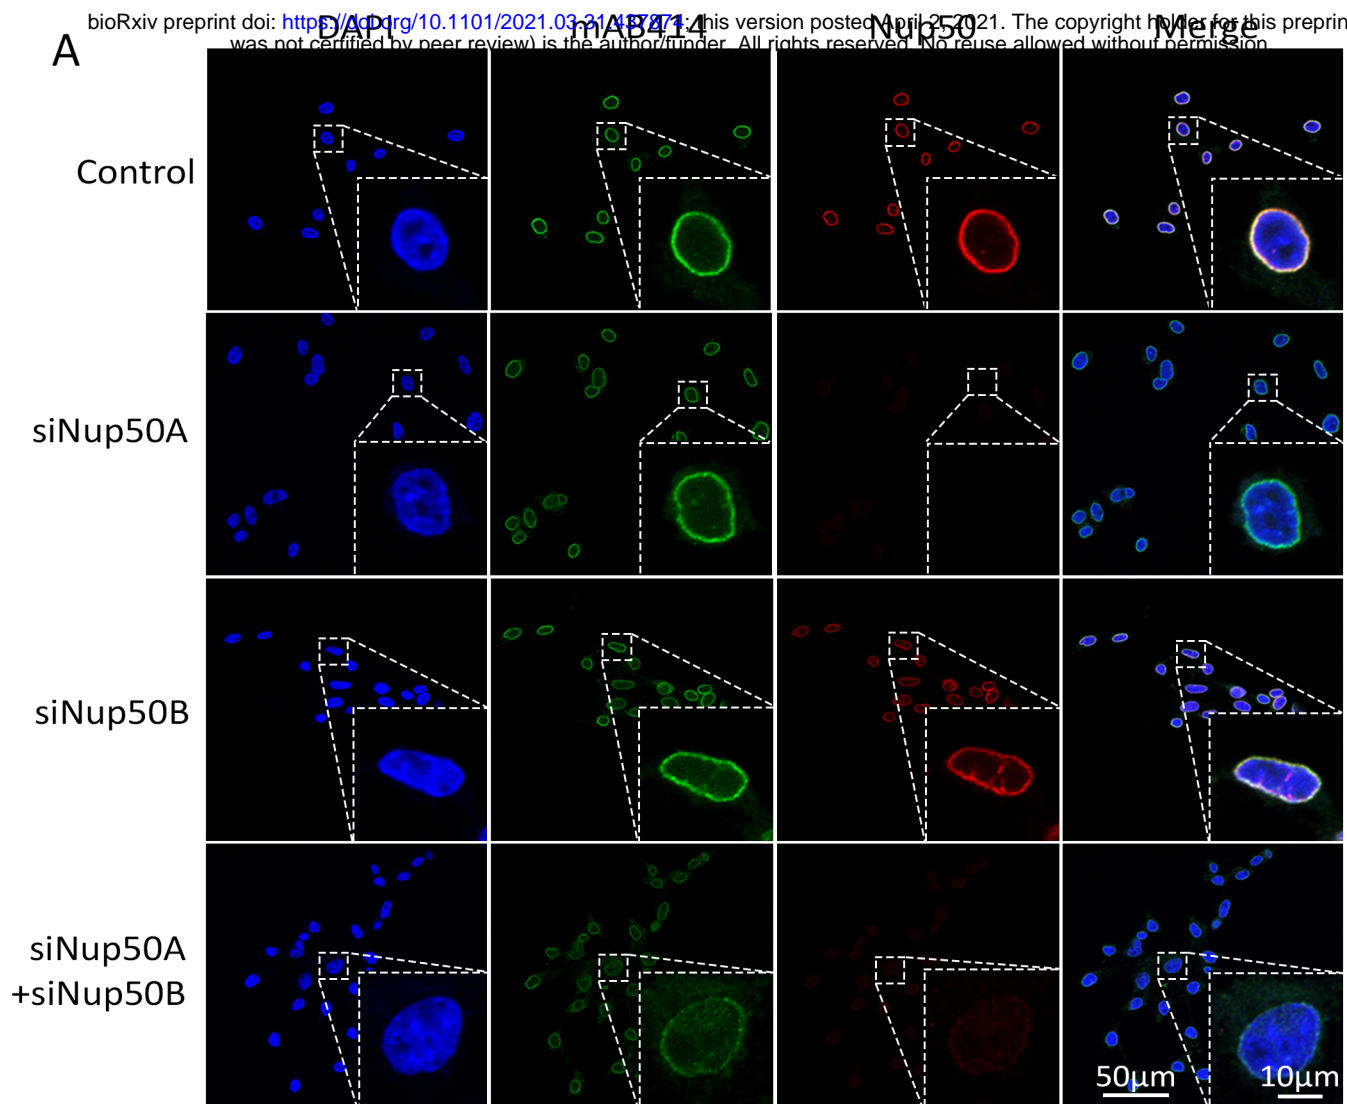 bioRxiv preprint doi: https://doi.org/10.1101/2021.03.31.437874; this version posted April 2, 2021. The copyright holder for this preprin
was not certified by peer review) is the author/funder. All rights reserved. No reuse allowed without permission.
A
DAPI mAB414 Nup50 Merge
Control
siNup50A
siNup50B
siNup50A
+siNup50B
50μm 10μm